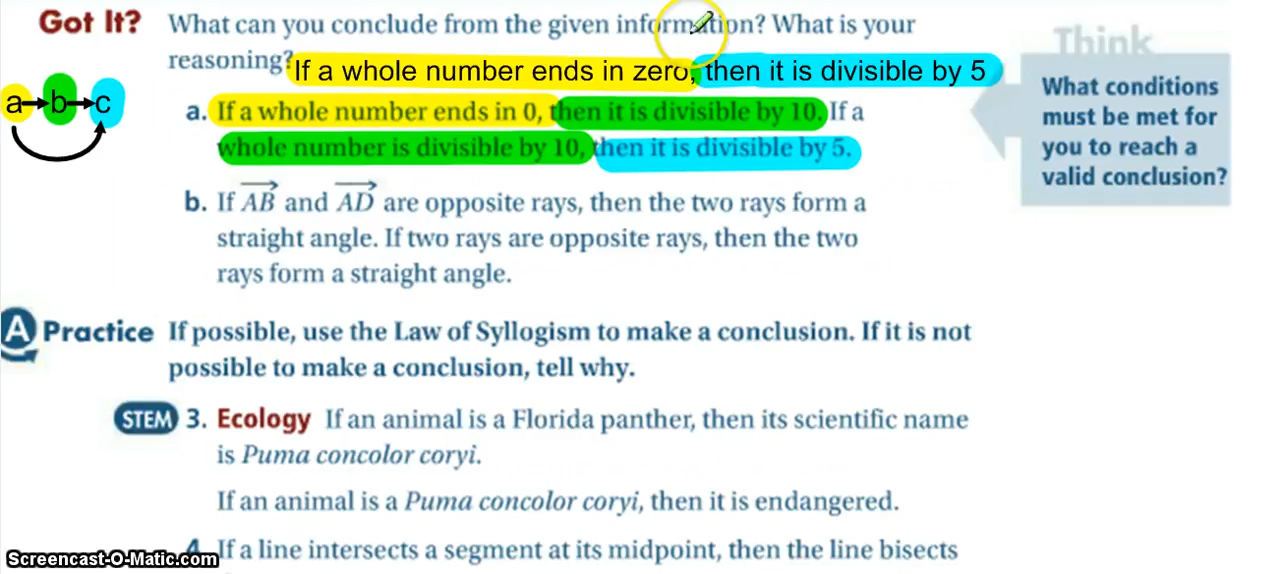 Got It? What can you conclude from the given information? What is your
reasoning?
If a whole number ends in zero, then it is divisible by 5
a→b→c
a. If a whole number ends in 0, then it is divisible by 10. If a
whole number is divisible by 10, then it is divisible by 5.
b. If AB and AD are opposite rays, then the two rays form a
straight angle. If two rays are opposite rays, then the two
rays form a straight angle.
Think
What conditions
must be met for
you to reach a
valid conclusion?
A Practice If possible, use the Law of Syllogism to make a conclusion. If it is not
possible to make a conclusion, tell why.
STEM 3. Ecology If an animal is a Florida panther, then its scientific name
is Puma concolor coryi.
If an animal is a Puma concolor coryi, then it is endangered.
4. If a line intersects a segment at its midpoint, then the line bisects
Screencast-O-Matic.com